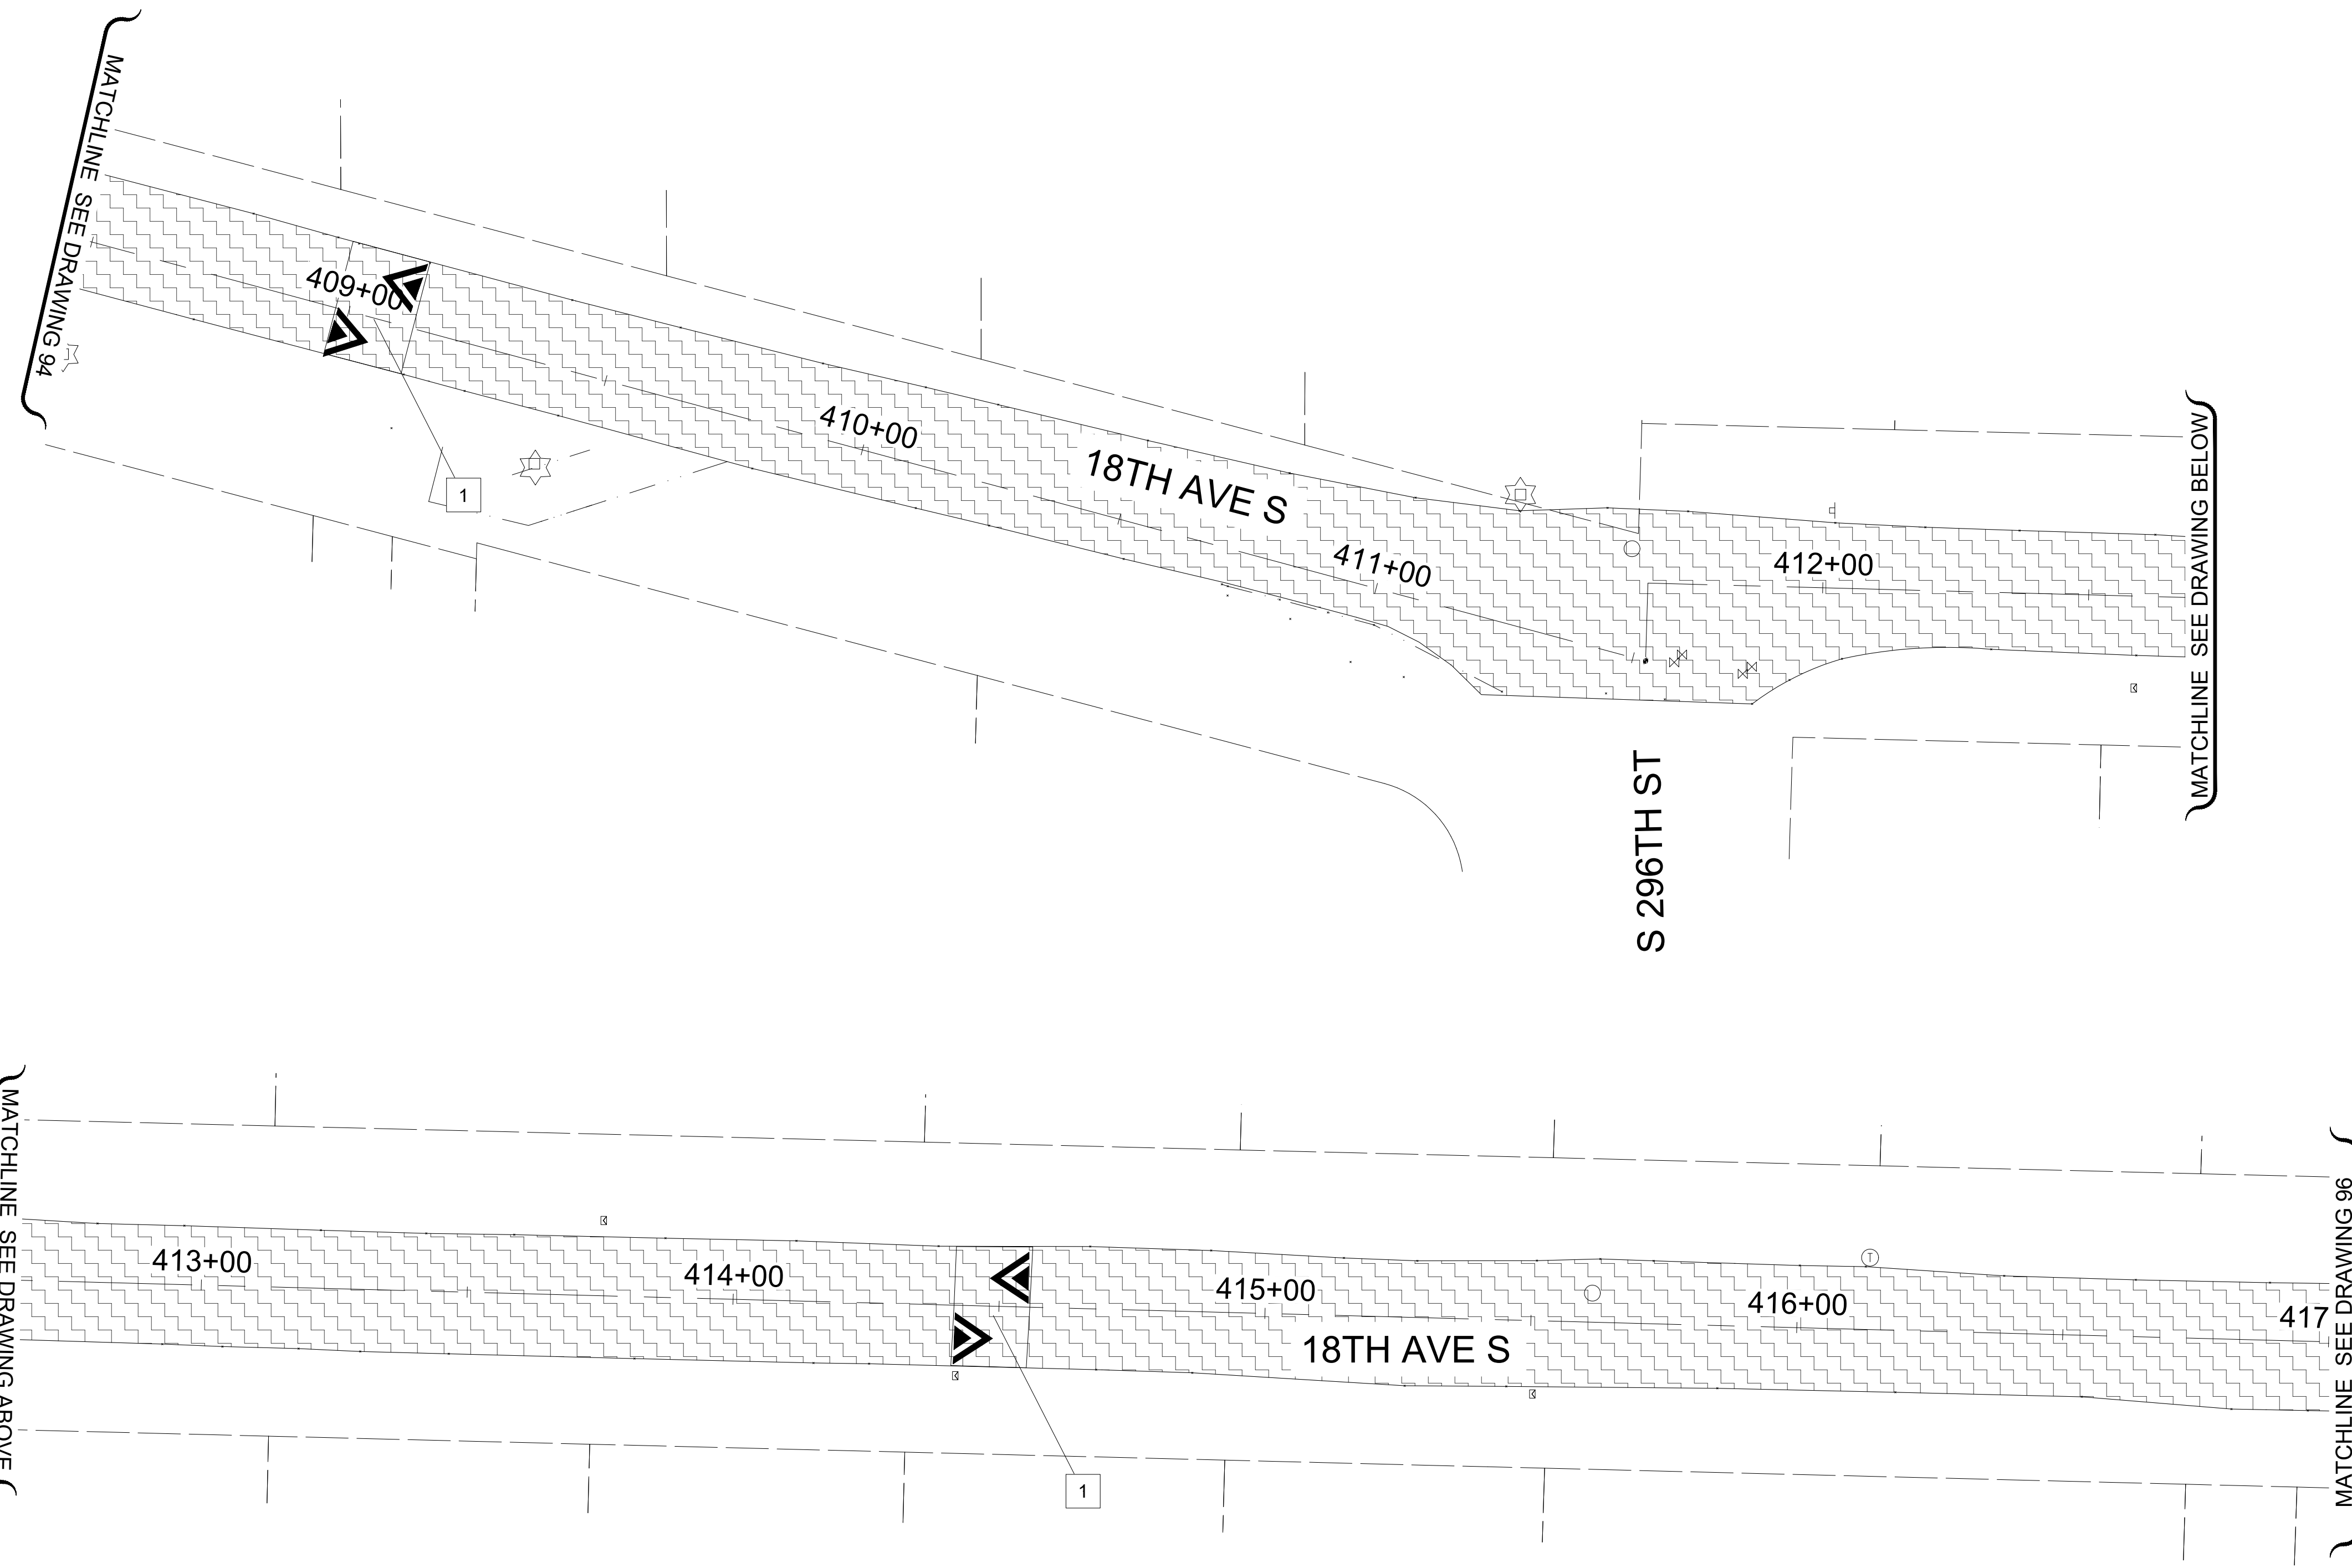 MATCHLINE SEE DRAWING 94
409+00
1
410+00
18TH AVE S
411+00
412+00
MATCHLINE SEE DRAWING BELOW
S 296TH ST
MATCHLINE SEE DRAWING ABOVE
413+00
414+00
415+00
18TH AVE S
416+00
T
417
1
MATCHLINE SEE DRAWING 96